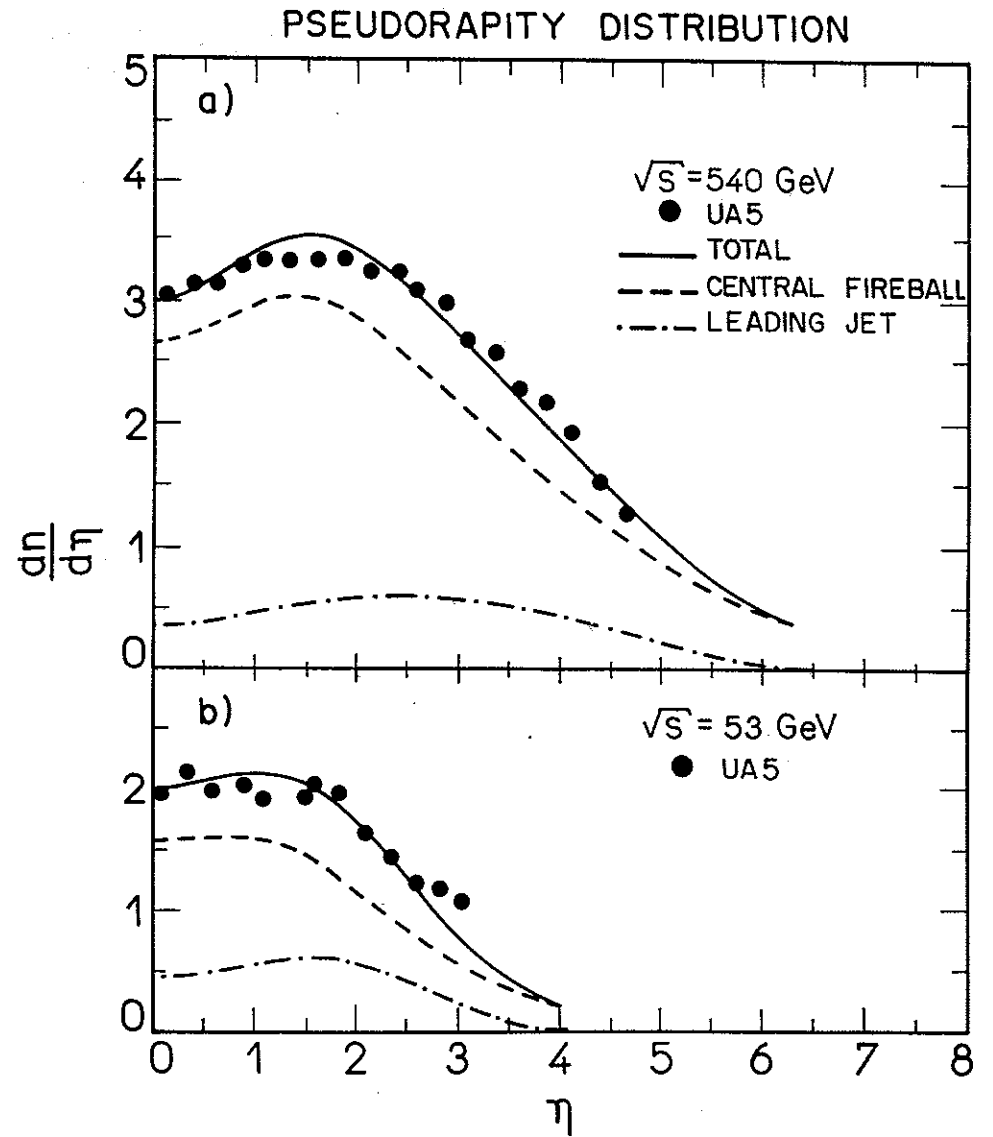 PSEUDORAPITY DISTRIBUTION
5
a)
4
√S = 540 GeV
UA5
TOTAL
3
CENTRAL FIREBALL
LEADING JET
2
1
dn
dη
0
b)
√S = 53 GeV
UA5
2
1
0
0 1 2 3 4 5 6 7 8
η